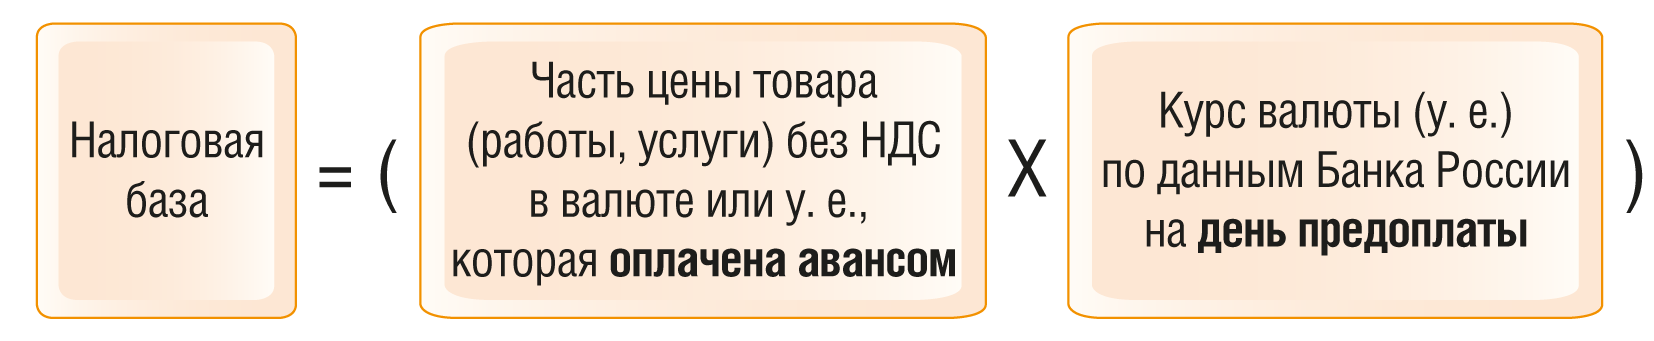 Налоговая
база
= (
Часть цены товара
(работы, услуги) без НДС
в валюте или у. е.,
которая оплачена авансом
X
Курс валюты (у. е.)
по данным Банка России
на день предоплаты
)